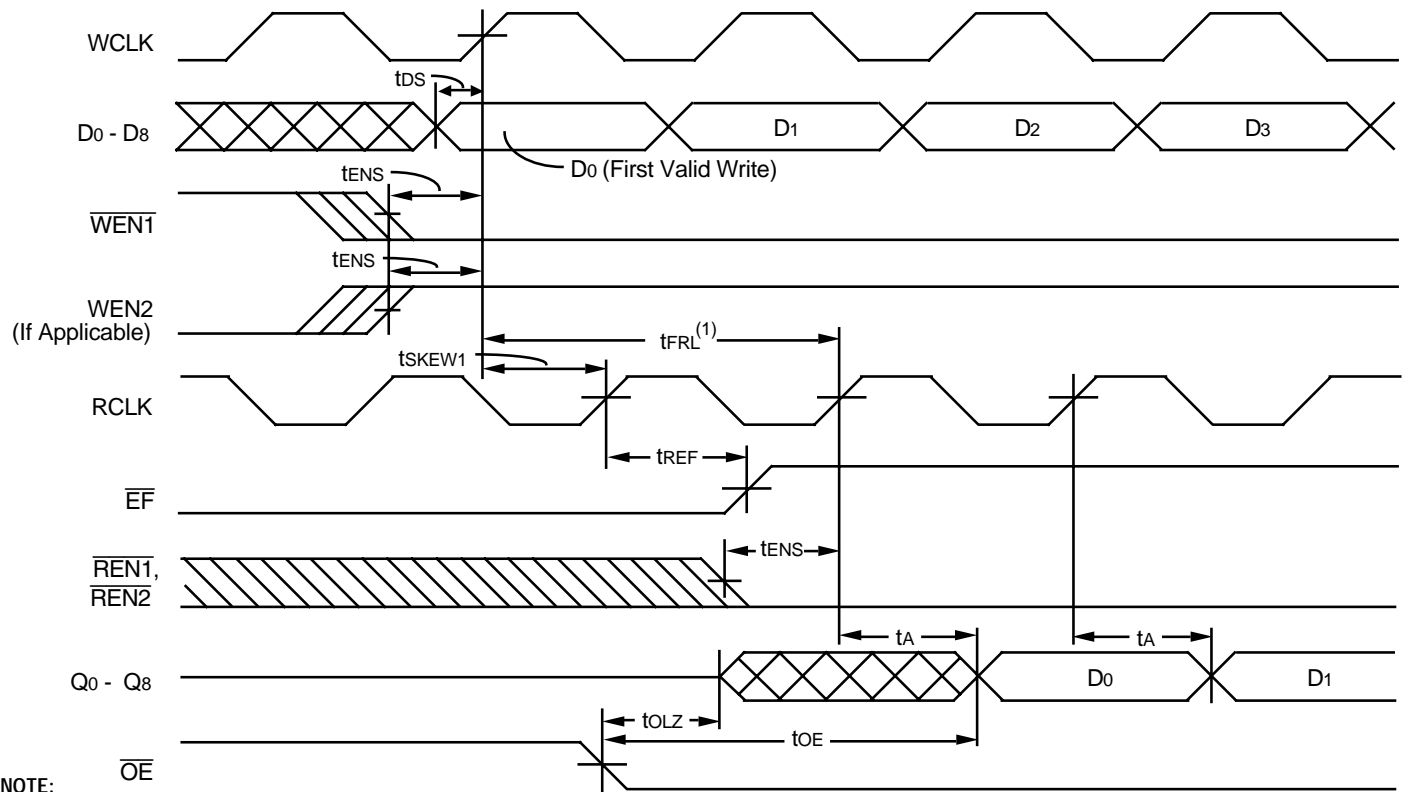 WCLK
tDS
D0 - D8
D1
D2
D3
D0 (First Valid Write)
tENS
WEN1
tENS
WEN2
(If Applicable)
tFRL(1)
tSKEW1
RCLK
tREF
EF
tENS
REN1,
REN2
tA
tA
Q0 - Q8
D0
D1
tOLZ
tOE
OE
NOTE: